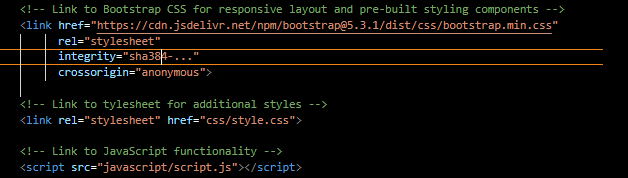 <!-- Link to Bootstrap CSS for responsive layout and pre-built styling components -->
<link href="https://cdn.jsdelivr.net/npm/bootstrap@5.3.1/dist/css/bootstrap.min.css"
rel="stylesheet"
integrity="sha384-..."
crossorigin="anonymous">
<!-- Link to tylesheet for additional styles -->
<link rel="stylesheet" href="css/style.css">
<!-- Link to JavaScript functionality -->
<script src="javascript/script.js"></script>